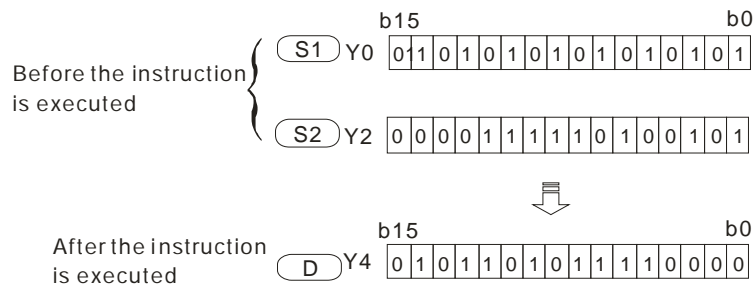 b15 b0
S1 Y0 01 1 0 1 0 1 0 1 0 1 0 1 0 1 0 1
Before the instruction
is executed
S2 Y2 0 0 0 0 1 1 1 1 1 0 1 0 0 1 0 1
b15 b0
After the instruction
D Y4 0 1 0 1 1 0 1 0 1 1 1 1 0 0 0 0
is executed